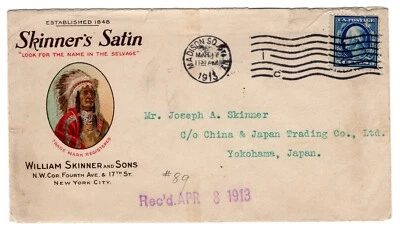 ESTABLISHED 1848
Skinner's Satin
"LOOK FOR THE NAME IN THE SELVAGE"
TRADE MARK REGISTERED
WILLIAM SKINNER AND SONS
N.W. COR FOURTH AVE. & 17TH ST.
NEW YORK CITY.
MADISON SQ. STA. N.Y.
1913
I
C
U.S. POSTAGE
Mr. Joseph A. Skinner
C/o China & Japan Trading Co., Ltd.
Yokohama, Japan.
#89
Rec'd. APR 8 1913